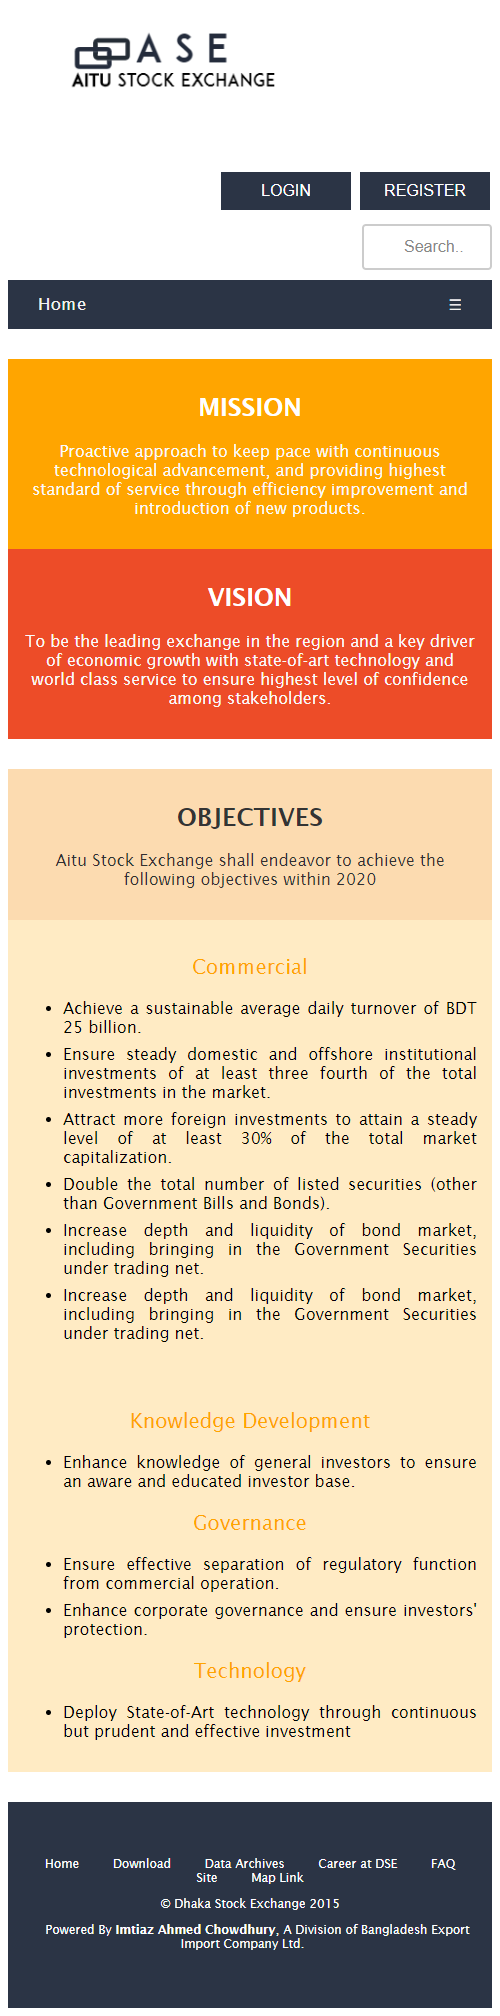 ASE
AITU STOCK EXCHANGE
LOGIN
REGISTER
Search..
Home
☰
MISSION
Proactive approach to keep pace with continuous
technological advancement, and providing highest
standard of service through efficiency improvement and
introduction of new products.
VISION
To be the leading exchange in the region and a key driver
of economic growth with state-of-art technology and
world class service to ensure highest level of confidence
among stakeholders.
OBJECTIVES
Aitu Stock Exchange shall endeavor to achieve the
following objectives within 2020
Commercial
• Achieve a sustainable average daily turnover of BDT
25 billion.
• Ensure steady domestic and offshore institutional
investments of at least three fourth of the total
investments in the market.
• Attract more foreign investments to attain a steady
level of at least 30% of the total market
capitalization.
• Double the total number of listed securities (other
than Government Bills and Bonds).
• Increase depth and liquidity of bond market,
including bringing in the Government Securities
under trading net.
• Increase depth and liquidity of bond market,
including bringing in the Government Securities
under trading net.
Knowledge Development
• Enhance knowledge of general investors to ensure
an aware and educated investor base.
Governance
• Ensure effective separation of regulatory function
from commercial operation.
• Enhance corporate governance and ensure investors'
protection.
Technology
• Deploy State-of-Art technology through continuous
but prudent and effective investment
Home Download Data Archives Career at DSE FAQ
Site Map Link
© Dhaka Stock Exchange 2015
Powered By Imtiaz Ahmed Chowdhury, A Division of Bangladesh Export
Import Company Ltd.